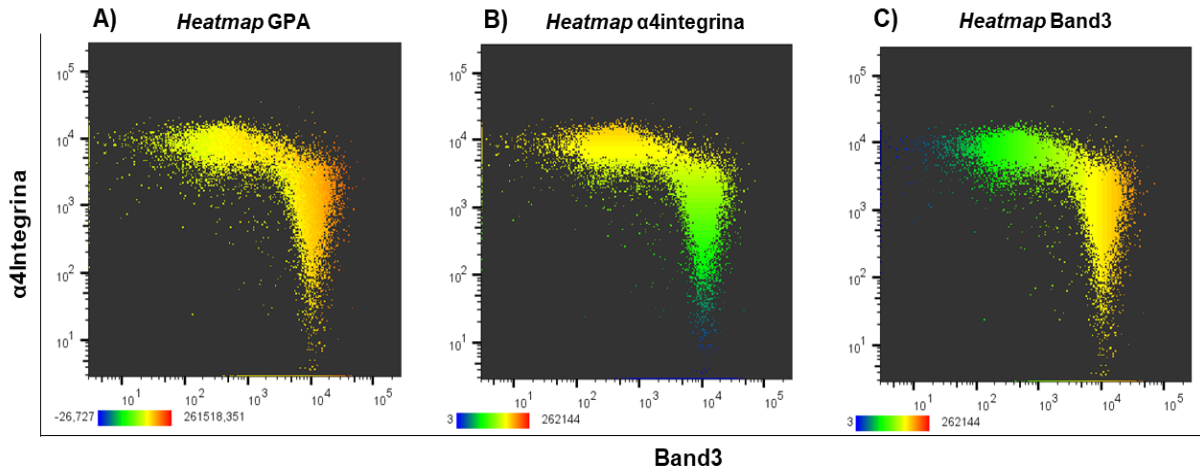 A) Heatmap GPA
B) Heatmap α4integrina
C) Heatmap Band3
α4Integrina
10⁵
10⁴
10³
10²
10¹
10¹ 10² 10³ 10⁴ 10⁵
-26,727 261518,351
10⁵
10⁴
10³
10²
10¹
10¹ 10² 10³ 10⁴ 10⁵
3 262144
10⁵
10⁴
10³
10²
10¹
10¹ 10² 10³ 10⁴ 10⁵
3 262144
Band3